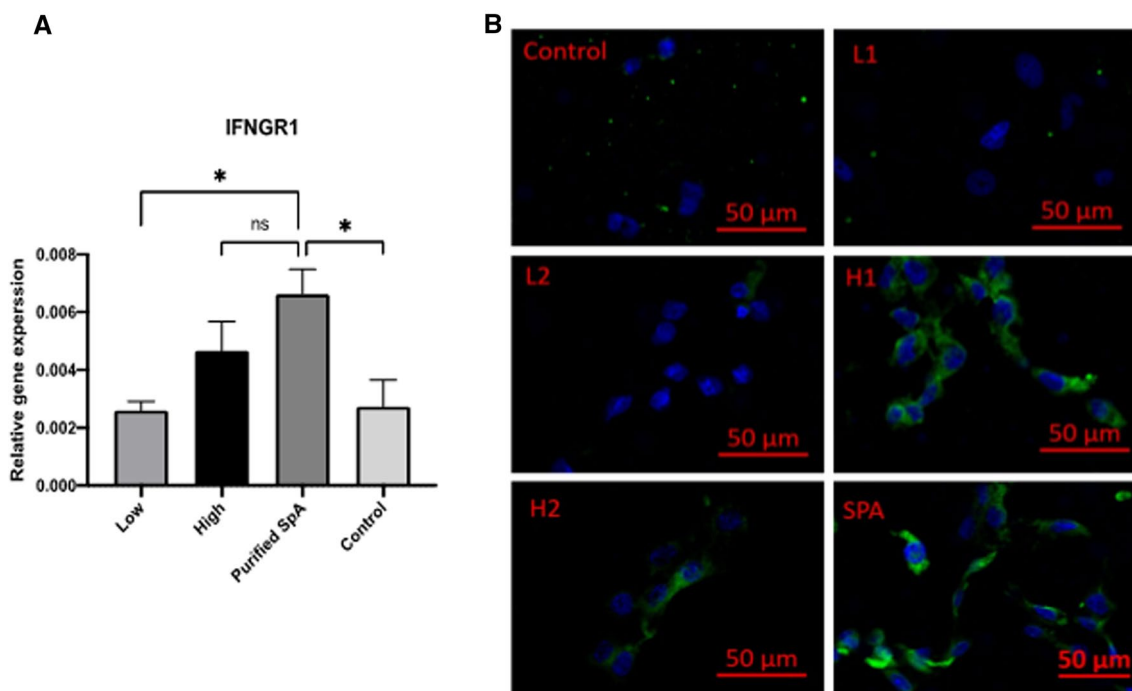 A
IFNGR1
*
ns
*
Relative gene experssion
0.008
0.006
0.004
0.002
0.000
Low
High
Purified SpA
Control
B
Control
50 µm
L1
50 µm
L2
50 µm
H1
50 µm
H2
50 µm
SPA
50 µm